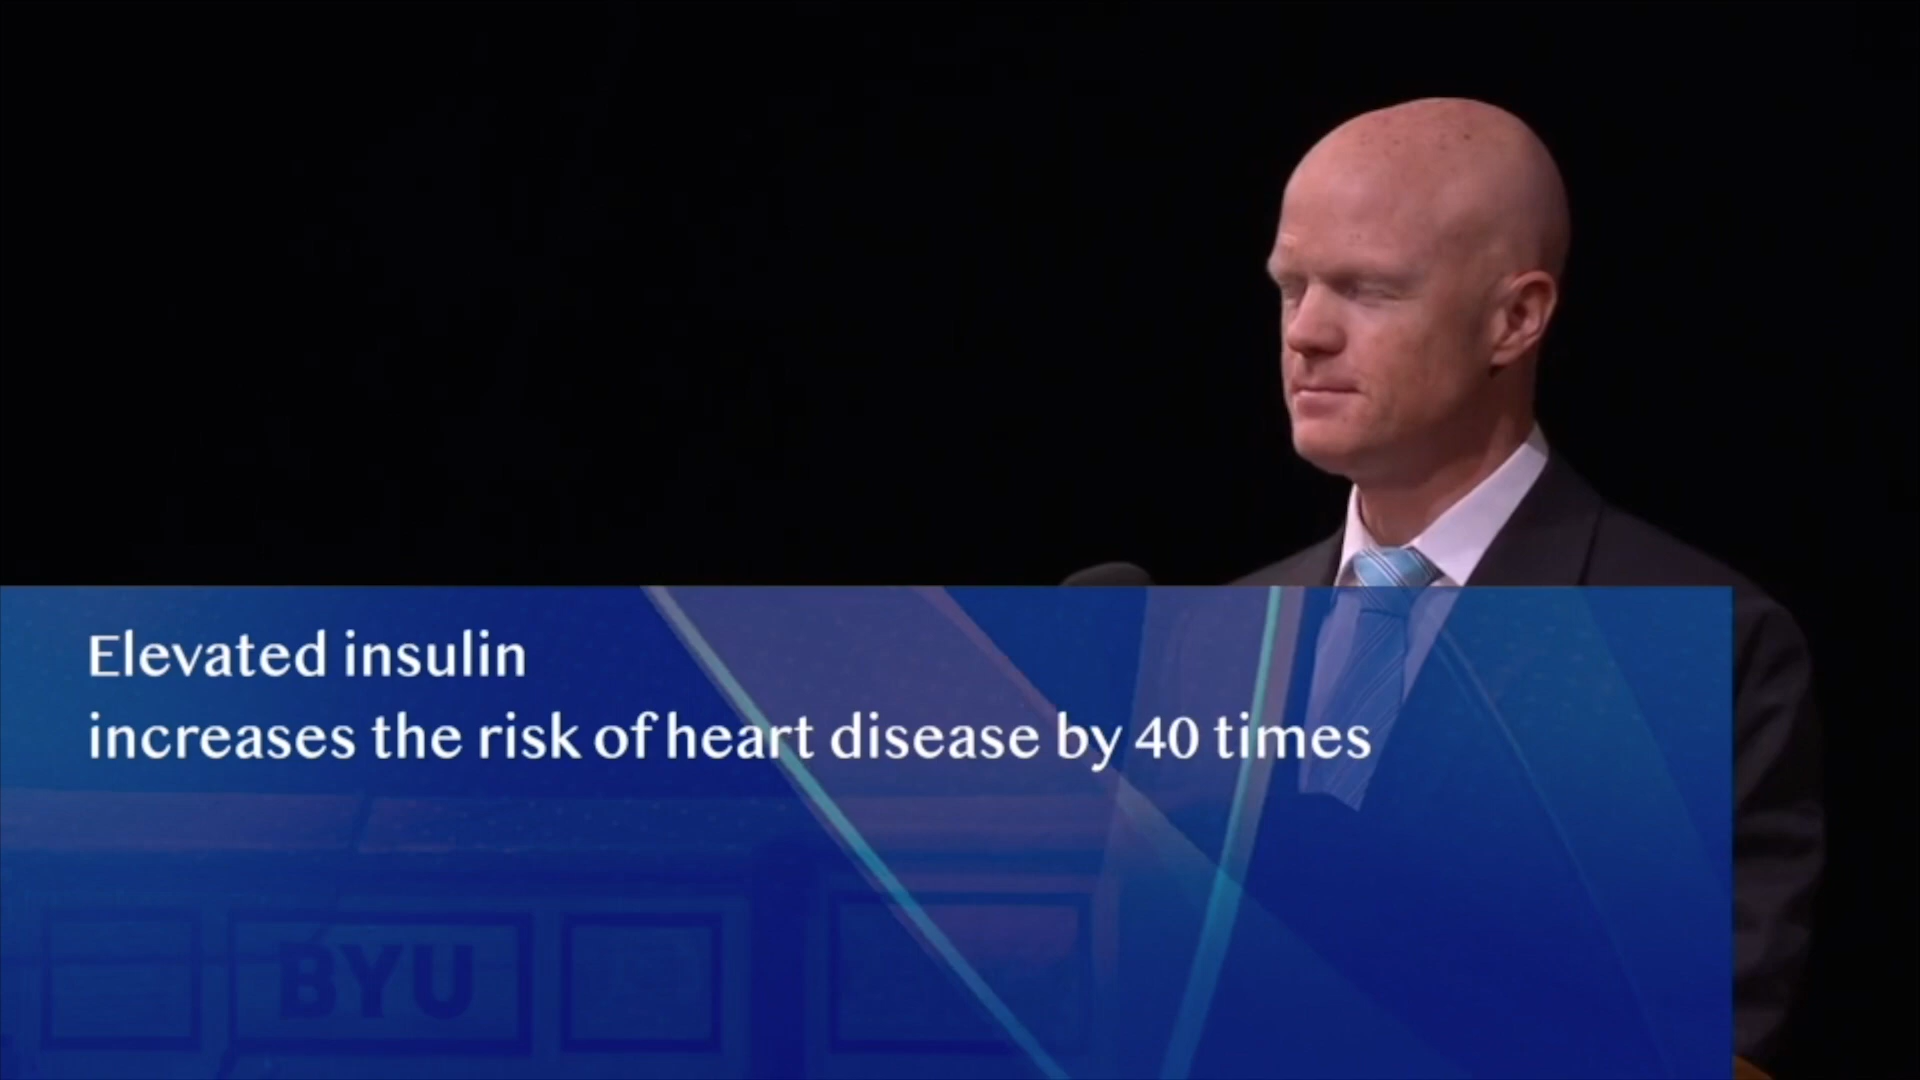 Elevated insulin
increases the risk of heart disease by 40 times
BYU